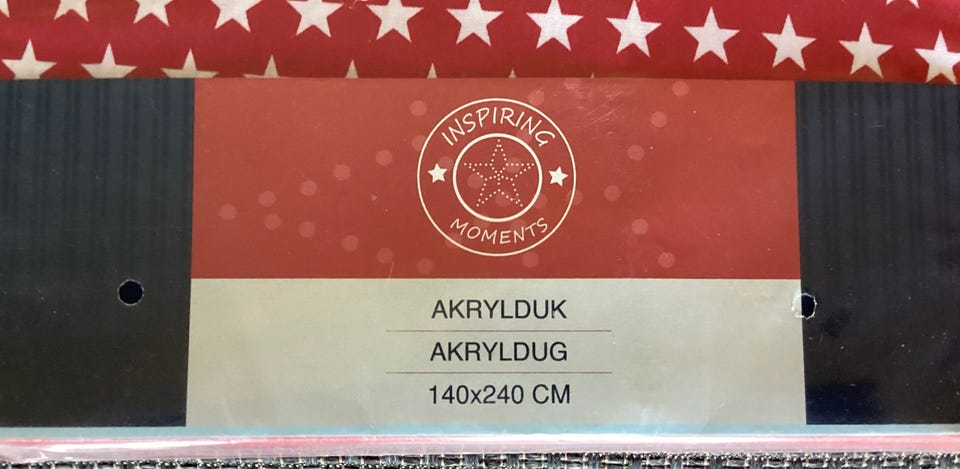 INSPIRING
MOMENTS
AKRYLDUK
AKRYLDUG
140x240 CM